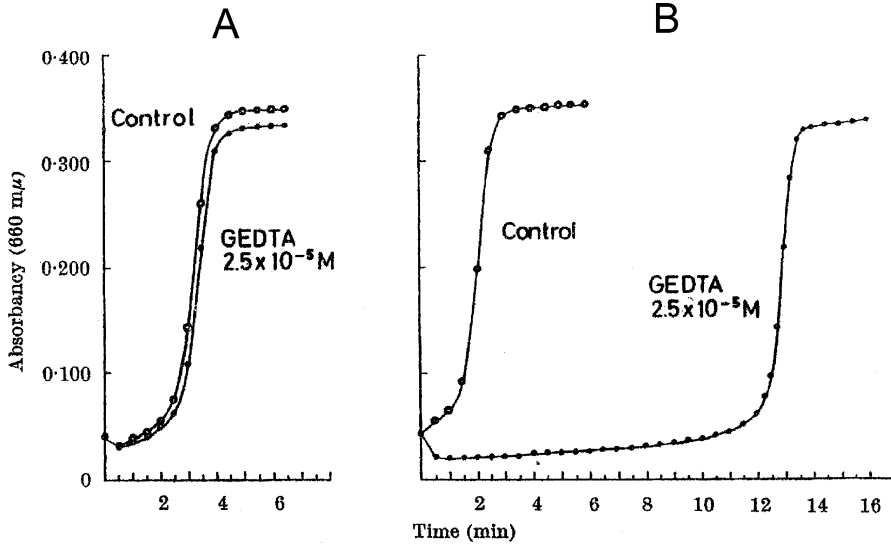 A
B
Absorbancy (660 mμ)
0·400
0·300
0·200
0·100
0
Control
GEDTA
2.5x10⁻⁵M
2
4
6
Control
GEDTA
2.5x10⁻⁵M
2
4
6
8
10
12
14
16
Time (min)